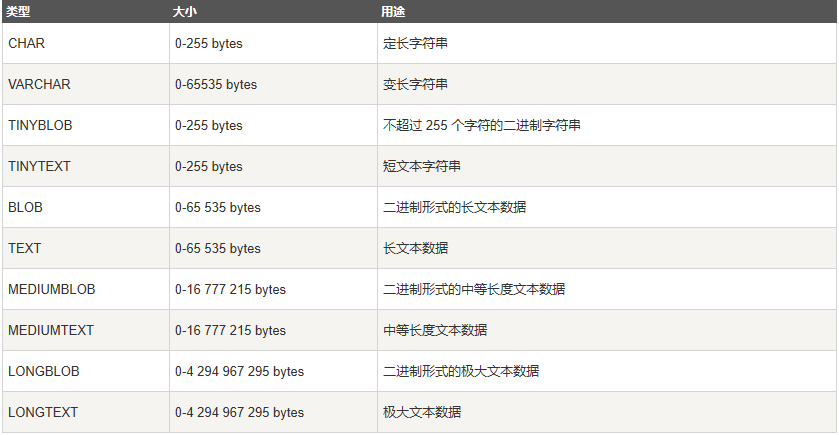 类型 大小 用途
CHAR 0-255 bytes 定长字符串
VARCHAR 0-65535 bytes 变长字符串
TINYBLOB 0-255 bytes 不超过 255 个字符的二进制字符串
TINYTEXT 0-255 bytes 短文本字符串
BLOB 0-65 535 bytes 二进制形式的长文本数据
TEXT 0-65 535 bytes 长文本数据
MEDIUMBLOB 0-16 777 215 bytes 二进制形式的中等长度文本数据
MEDIUMTEXT 0-16 777 215 bytes 中等长度文本数据
LONGBLOB 0-4 294 967 295 bytes 二进制形式的极大文本数据
LONGTEXT 0-4 294 967 295 bytes 极大文本数据